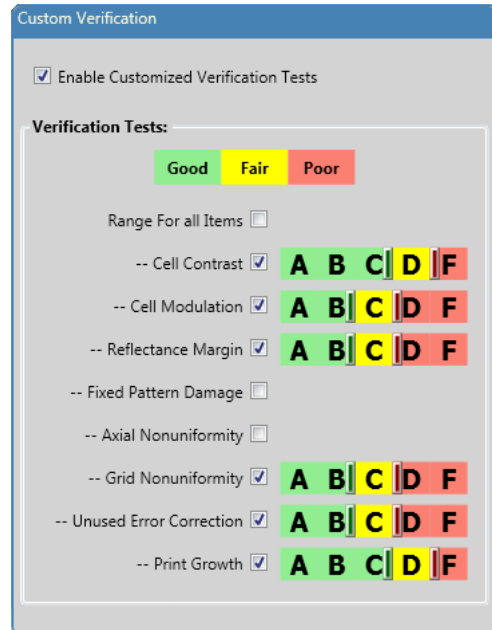 Custom Verification
Enable Customized Verification Tests
Verification Tests:
Good Fair Poor
Range For all Items
-- Cell Contrast A B C D F
-- Cell Modulation A B C D F
-- Reflectance Margin A B C D F
-- Fixed Pattern Damage
-- Axial Nonuniformity
-- Grid Nonuniformity A B C D F
-- Unused Error Correction A B C D F
-- Print Growth A B C D F